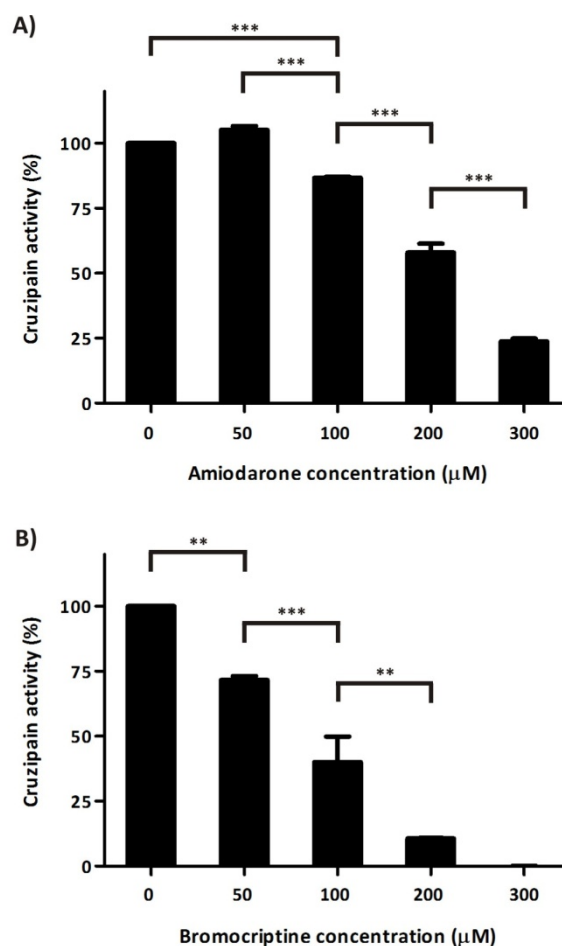 A)
***
***
***
***
100
75
50
25
0
Cruzipain activity (%)
0 50 100 200 300
Amiodarone concentration (μM)
B)
**
***
**
100
75
50
25
0
Cruzipain activity (%)
0 50 100 200 300
Bromocriptine concentration (μM)